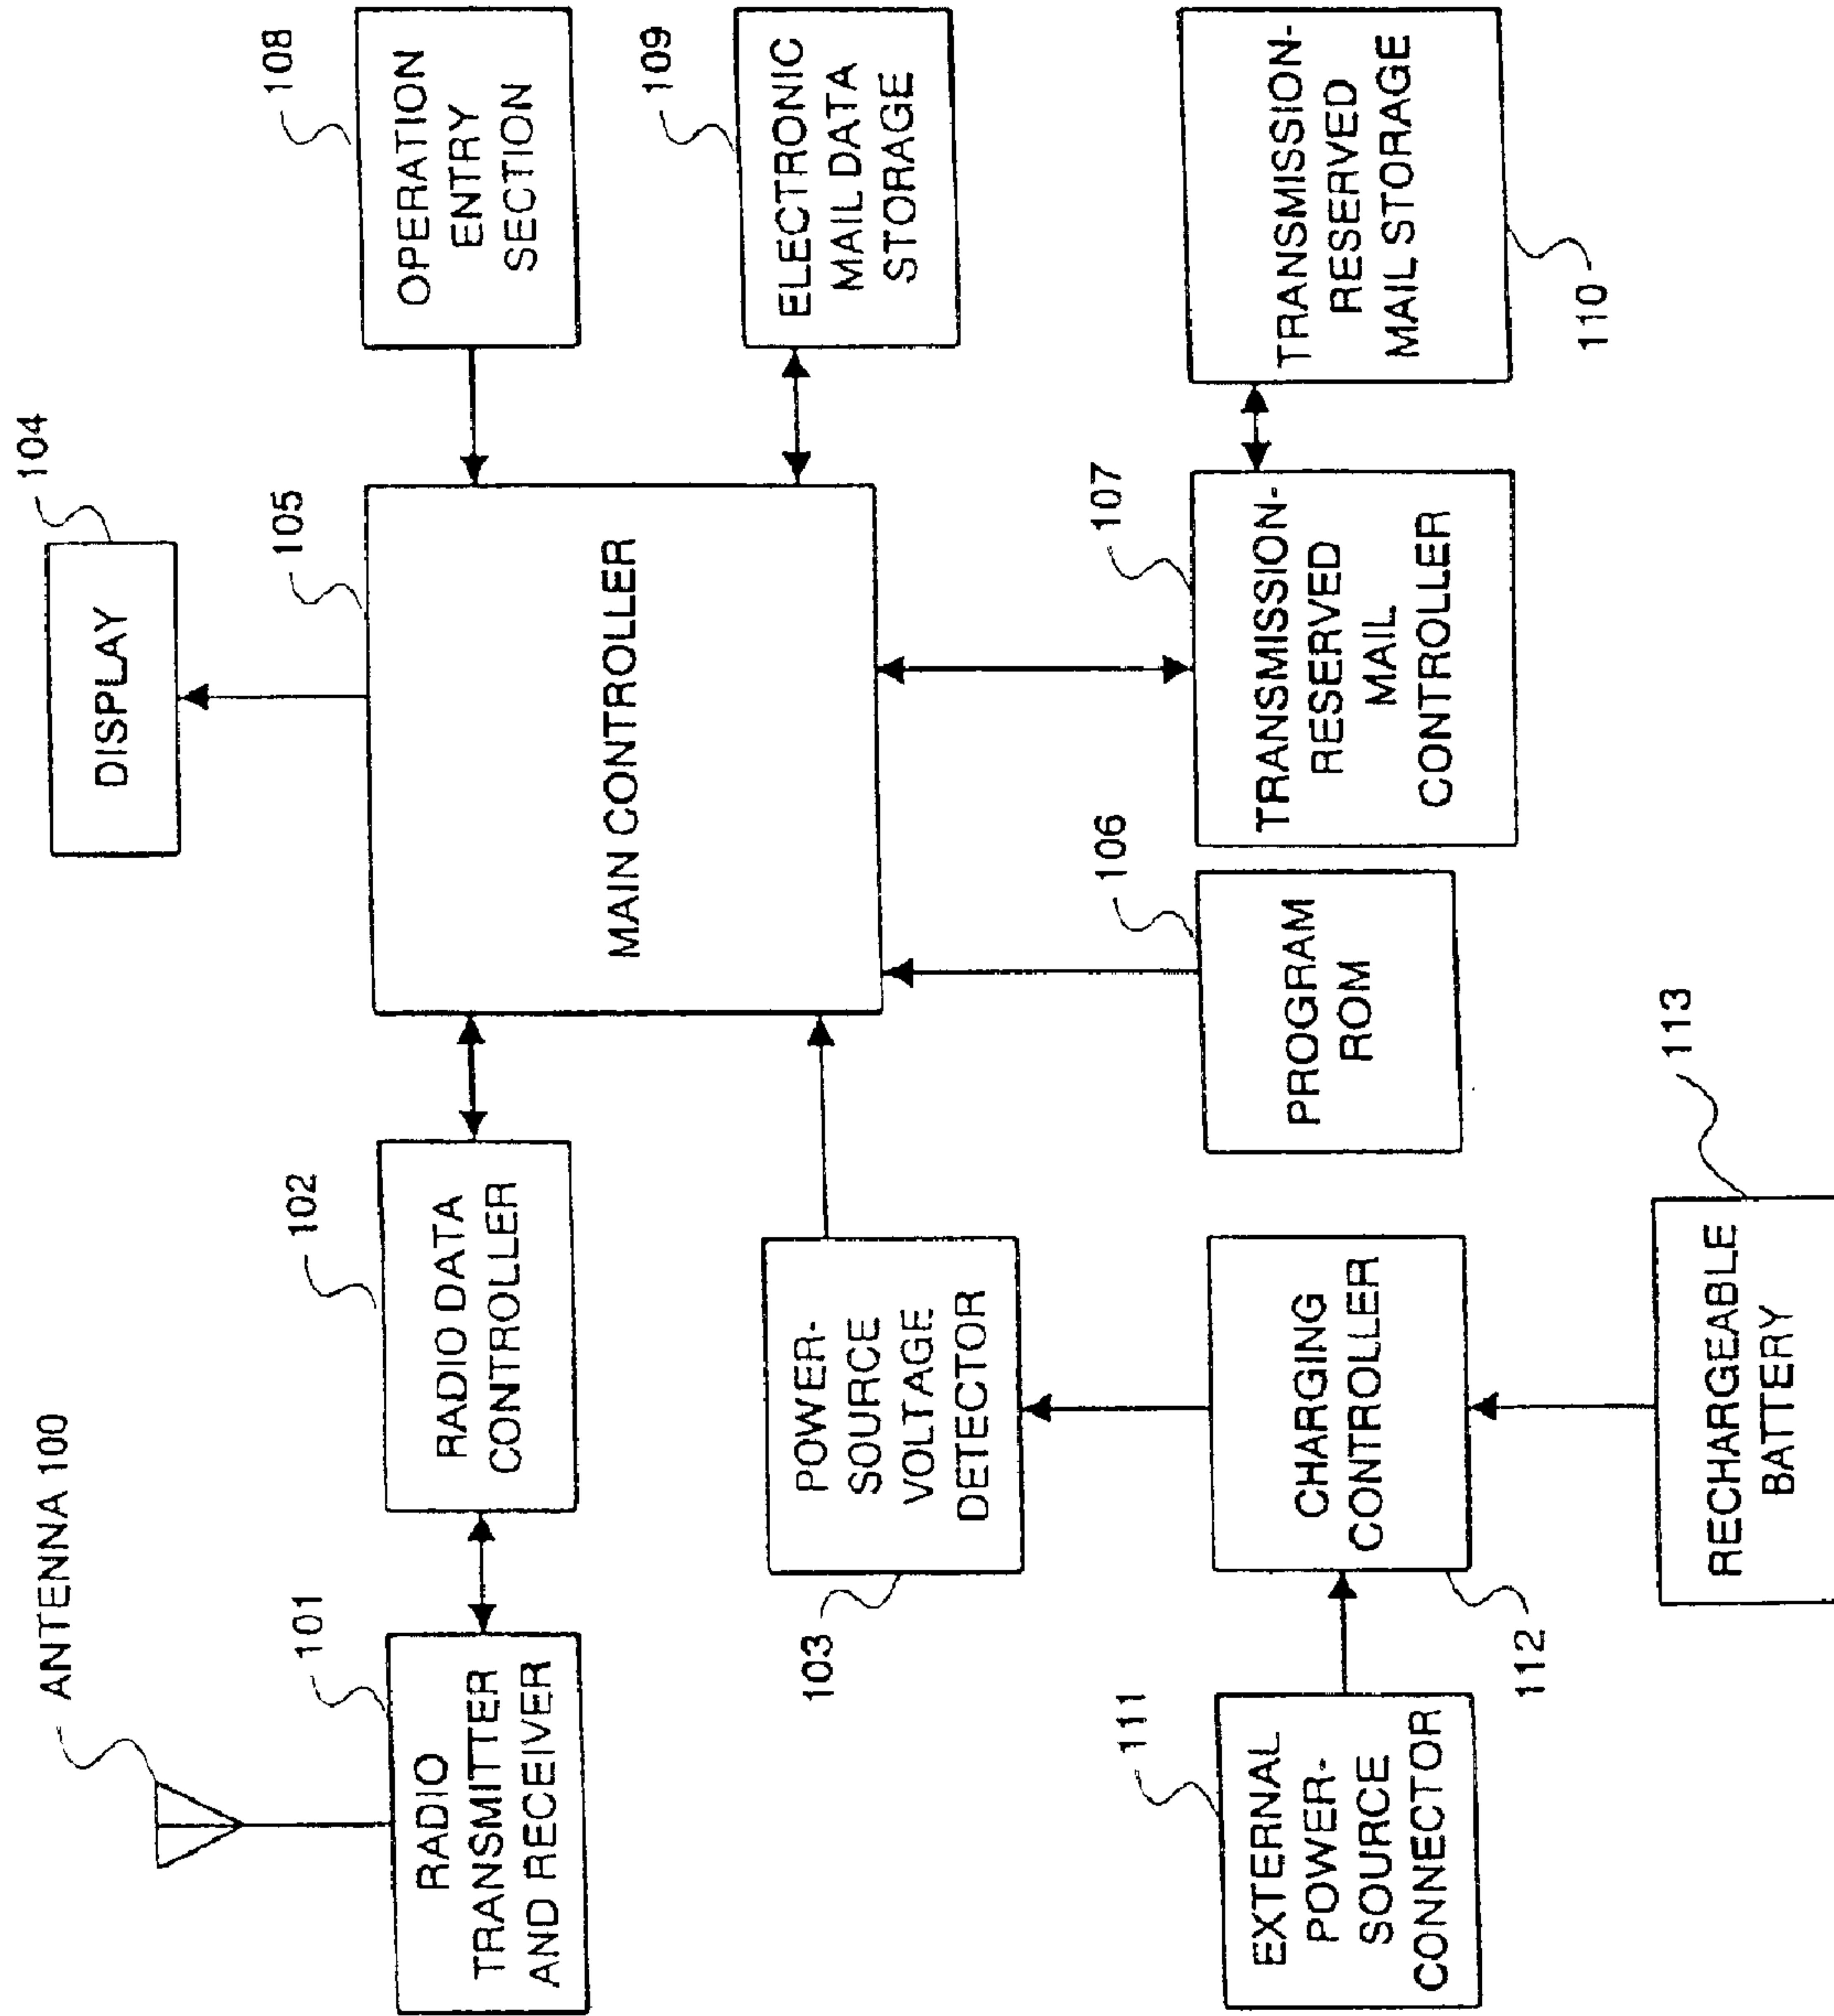 ANTENNA 100
101
RADIO
TRANSMITTER
AND RECEIVER
102
RADIO DATA
CONTROLLER
104
DISPLAY
105
MAIN CONTROLLER
108
OPERATION
ENTRY
SECTION
109
ELECTRONIC
MAIL DATA
STORAGE
103
POWER-
SOURCE
VOLTAGE
DETECTOR
106
PROGRAM
ROM
107
TRANSMISSION-
RESERVED
MAIL
CONTROLLER
TRANSMISSION-
RESERVED
MAIL STORAGE
110
111
EXTERNAL
POWER-
SOURCE
CONNECTOR
CHARGING
CONTROLLER
112
113
RECHARGEABLE
BATTERY